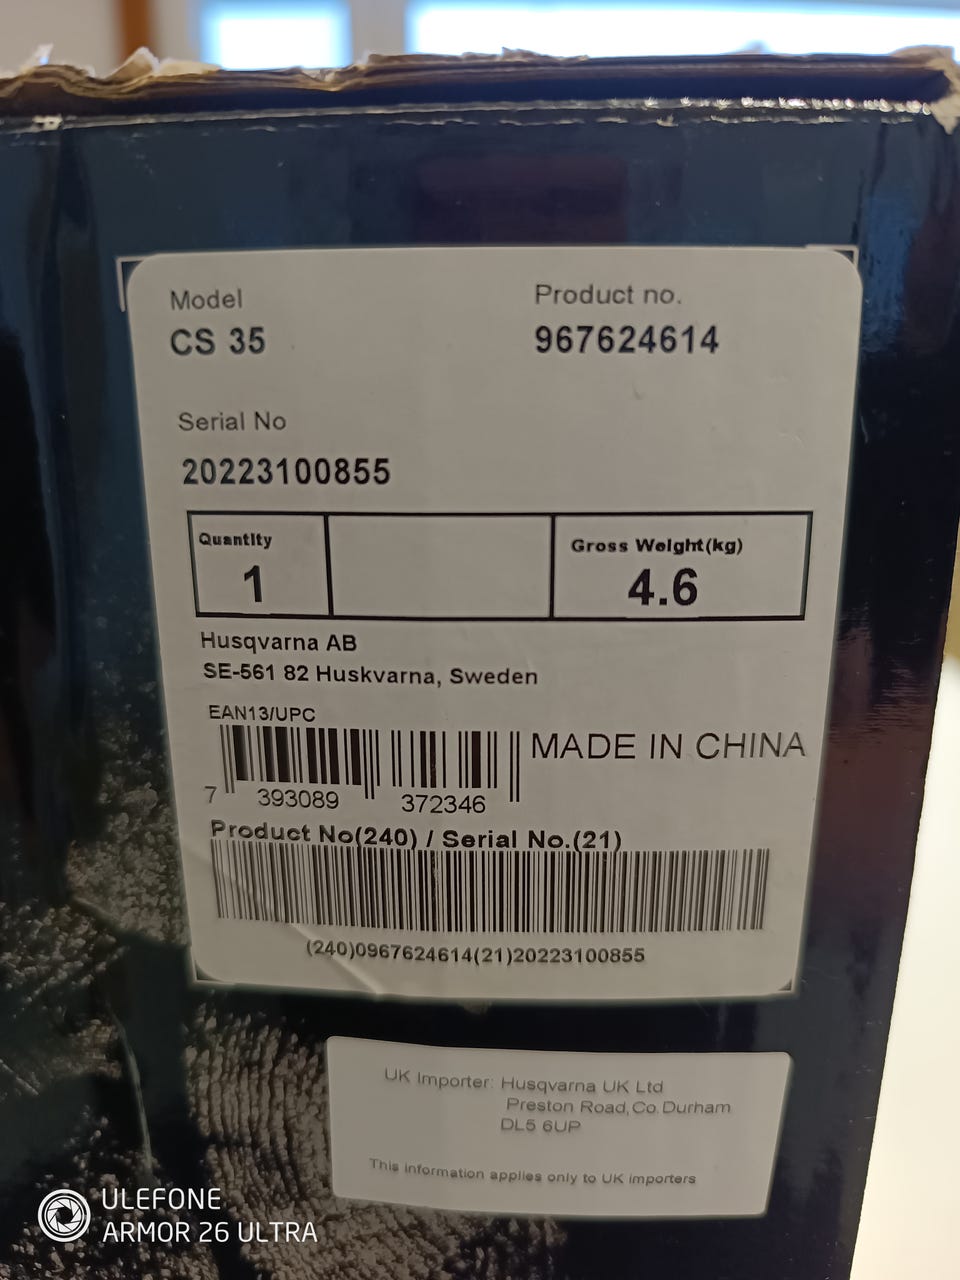 Model
CS 35
Product no.
967624614
Serial No
20223100855
Quantity
1
Gross Weight(kg)
4.6
Husqvarna AB
SE-561 82 Huskvarna, Sweden
EAN13/UPC
7 393089 372346
MADE IN CHINA
Product No(240) / Serial No.(21)
(240)0967624614(21)20223100855
UK Importer: Husqvarna UK Ltd
Preston Road, Co. Durham
DL5 6UP
This information applies only to UK importers
ULEFONE
ARMOR 26 ULTRA